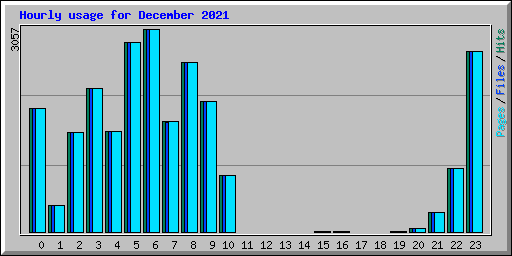 Hourly usage for December 2021
3057
Pages/Files/Hits
0 1 2 3 4 5 6 7 8 9 10 11 12 13 14 15 16 17 18 19 20 21 22 23